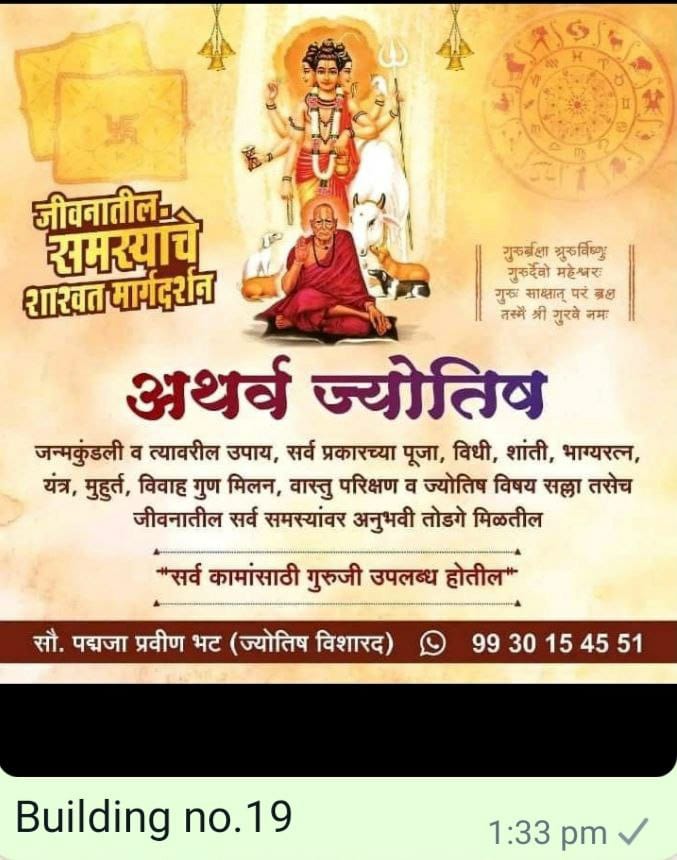 जीवनातील
समस्यांचे
शाश्वत मार्गदर्शन
गुरुर्ब्रह्मा गुरुर्विष्णु
गुरुर्देवो महेश्वरः
गुरुः साक्षात् परं ब्रह्म
तस्मै श्री गुरवे नमः
अथर्व ज्योतिष
जन्मकुंडली व त्यावरील उपाय, सर्व प्रकारच्या पूजा, विधी, शांती, भाग्यरत्न,
यंत्र, मुहुर्त, विवाह गुण मिलन, वास्तु परिक्षण व ज्योतिष विषय सल्ला तसेच
जीवनातील सर्व समस्यांवर अनुभवी तोडगे मिळतील
"सर्व कामांसाठी गुरुजी उपलब्ध होतील"
सौ. पद्मजा प्रवीण भट (ज्योतिष विशारद) 99 30 15 45 51
Building no.19
1:33 pm